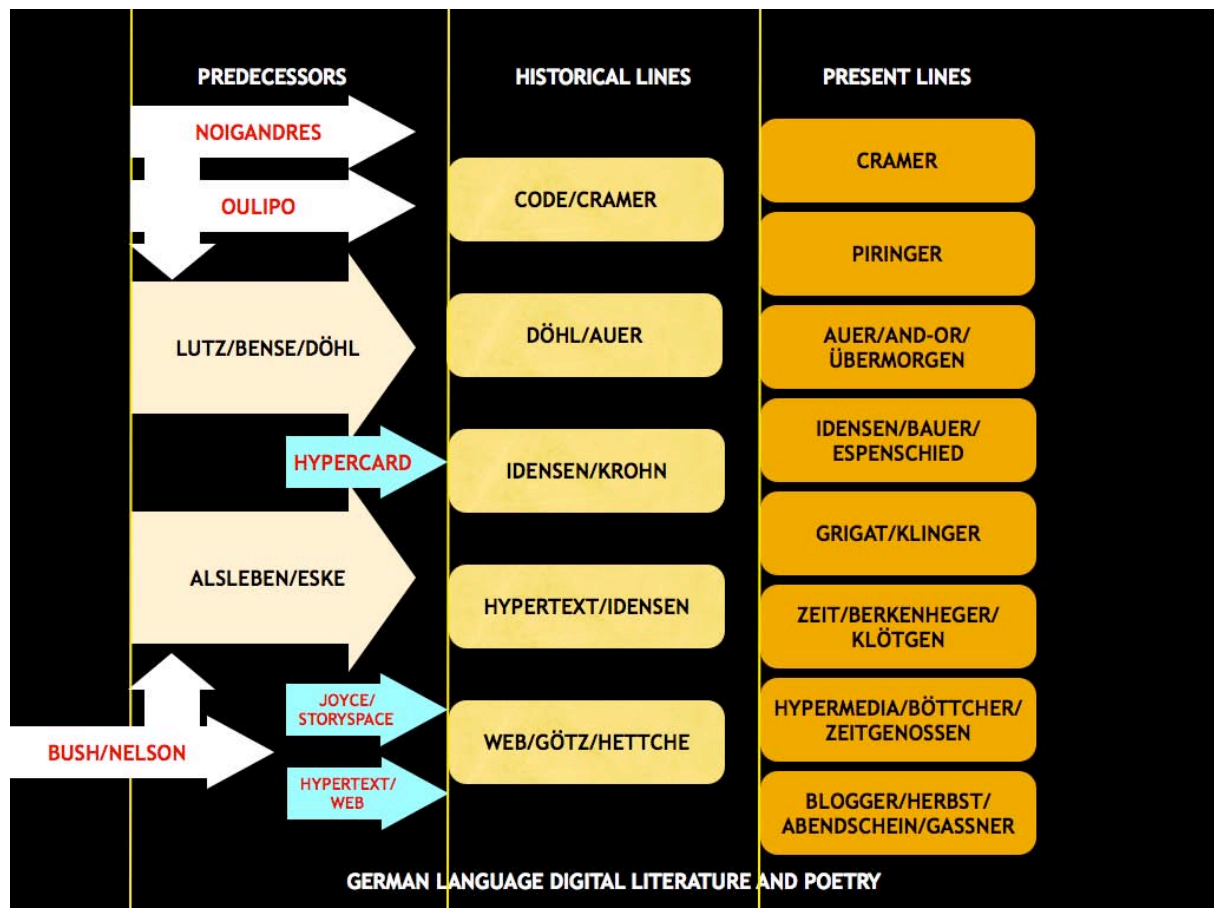 PREDECESSORS
NOIGANDRES
OULIPO
LUTZ/BENSE/DÖHL
HYPERCARD
ALSLEBEN/ESKE
JOYCE/
STORYSPACE
BUSH/NELSON
HYPERTEXT/
WEB
HISTORICAL LINES
CODE/CRAMER
DÖHL/AUER
IDENSEN/KROHN
HYPERTEXT/IDENSEN
WEB/GÖTZ/HETTCHE
PRESENT LINES
CRAMER
PIRINGER
AUER/AND-OR/
ÜBERMORGEN
IDENSEN/BAUER/
ESPENSCHIED
GRIGAT/KLINGER
ZEIT/BERKENHEGER/
KLÖTGEN
HYPERMEDIA/BÖTTCHER/
ZEITGENOSSEN
BLOGGER/HERBST/
ABENDSCHEIN/GASSNER
GERMAN LANGUAGE DIGITAL LITERATURE AND POETRY